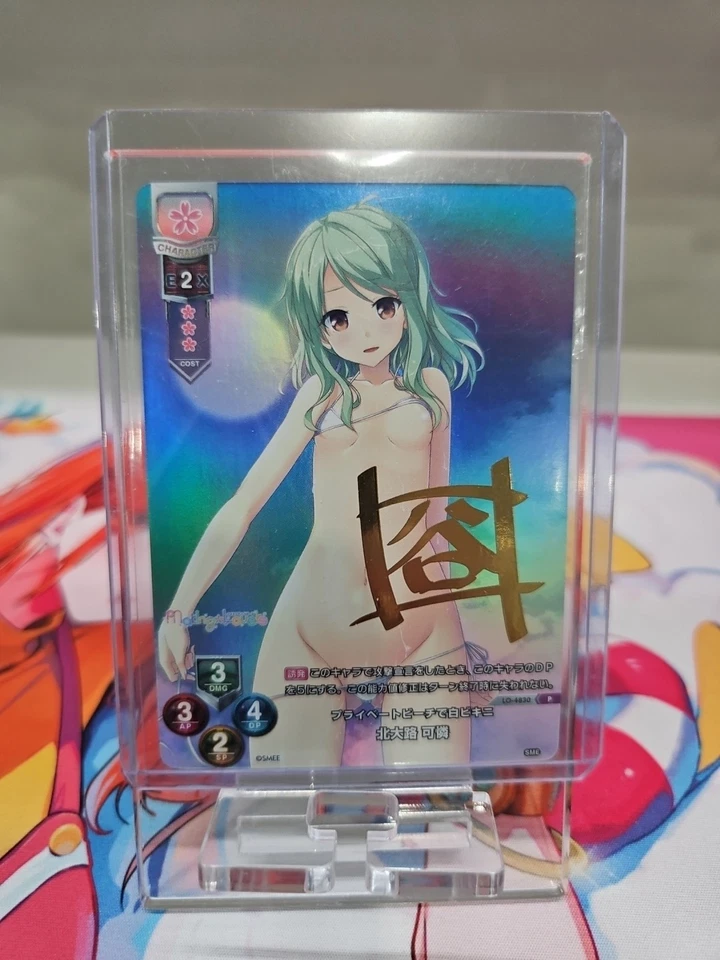 CHARACTER
E 2 X
COST
谷
3
DMG
3
AP
4
DP
2
SP
誘発 このキャラで攻撃宣言をしたとき、このキャラのDP
を5にする。この能力値修正はターン終了時に失われない。
LO-4830 P
プライベートビーチで白ビキニ
北大路 可憐
©SMEE
SMEE